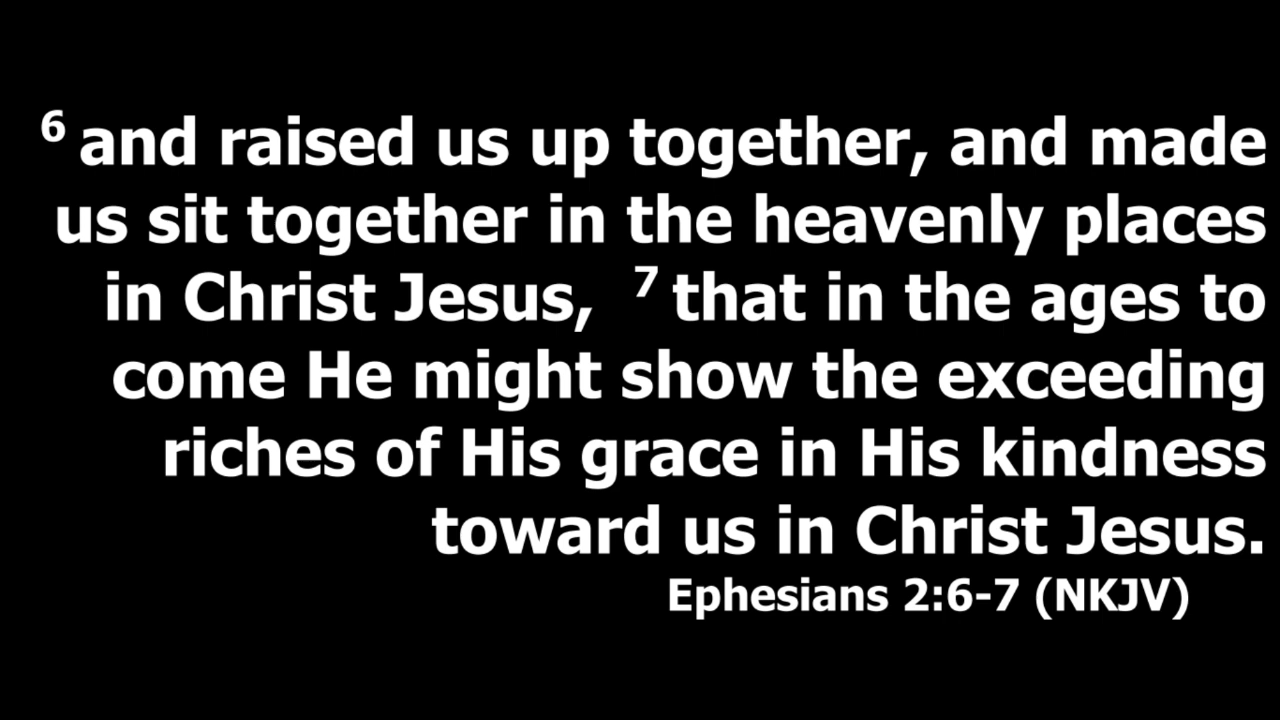 6 and raised us up together, and made
us sit together in the heavenly places
in Christ Jesus, 7 that in the ages to
come He might show the exceeding
riches of His grace in His kindness
toward us in Christ Jesus.
Ephesians 2:6-7 (NKJV)